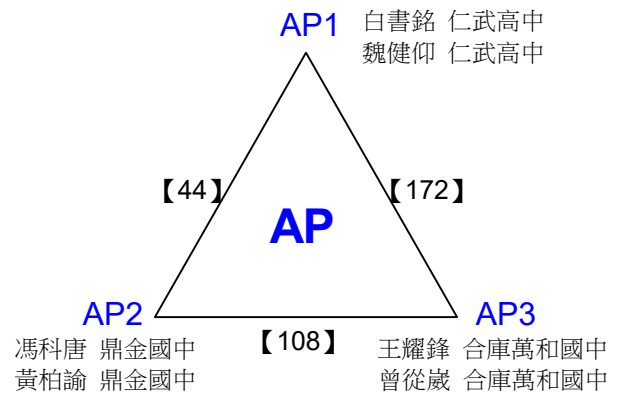 AP1
白書銘 仁武高中
魏健仰 仁武高中
【44】
【172】
AP
AP2
馮科唐 鼎金國中
黃柏諭 鼎金國中
【108】
AP3
王耀鋒 合庫萬和國中
曾從崴 合庫萬和國中